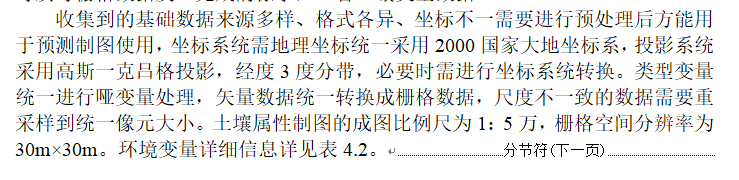 收集到的基础数据来源多样、格式各异、坐标不一需要进行预处理后方能用
于预测制图使用，坐标系统需地理坐标统一采用 2000 国家大地坐标系，投影系统
采用高斯一克吕格投影，经度 3 度分带，必要时需进行坐标系统转换。类型变量
统一进行哑变量处理，矢量数据统一转换成栅格数据，尺度不一致的数据需要重
采样到统一像元大小。土壤属性制图的成图比例尺为 1：5 万，栅格空间分辨率为
30m×30m。环境变量详细信息详见表 4.2。 分节符(下一页)